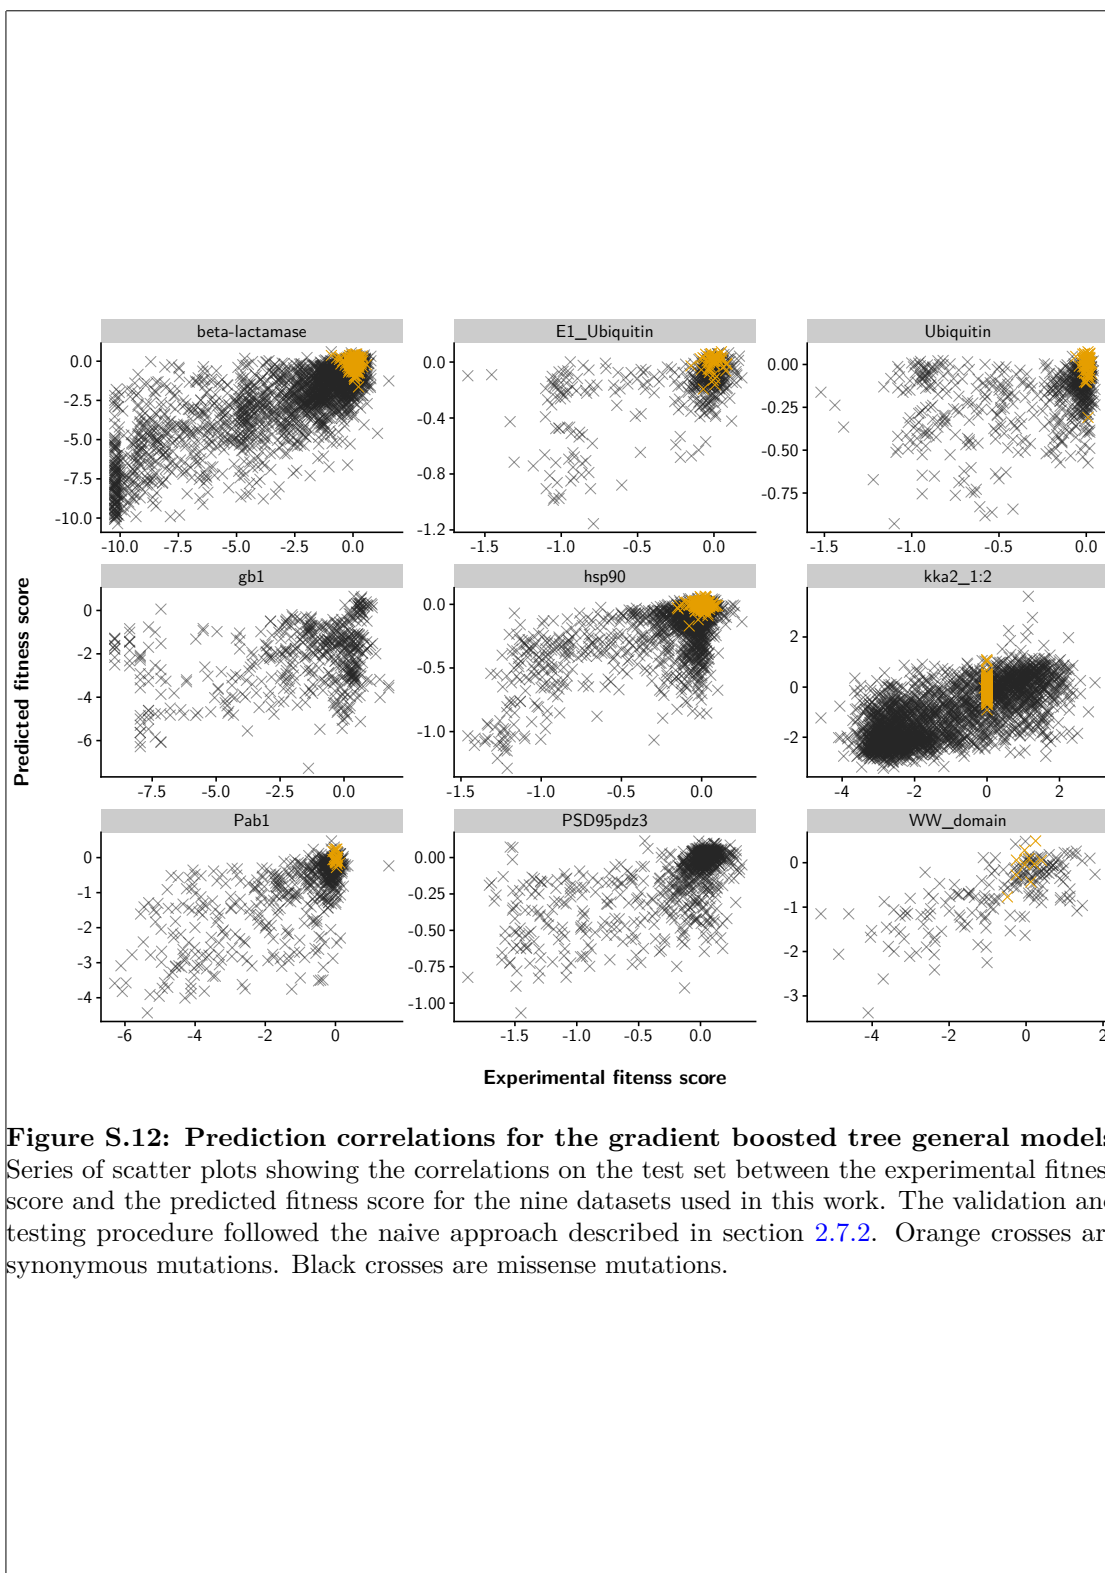 beta-lactamase E1_Ubiquitin Ubiquitin
0.0 0.0 0.00
-2.5 -0.4 -0.25
-5.0 -0.8 -0.50
-7.5 -0.75
-10.0 -1.2
-10.0 -7.5 -5.0 -2.5 0.0 -1.5 -1.0 -0.5 0.0 -1.5 -1.0 -0.5 0.0
gb1 hsp90 kka2_1:2
0 0.0 2
-2 -0.5 0
-4 -1.0 -2
-6
-7.5 -5.0 -2.5 0.0 -1.5 -1.0 -0.5 0.0 -4 -2 0 2
Pab1 PSD95pdz3 WW_domain
0 0.00 0
-1 -0.25 -1
-2 -0.50 -2
-3 -0.75 -3
-4 -1.00
-6 -4 -2 0 -1.5 -1.0 -0.5 0.0 -4 -2 0 2
Predicted fitness score
Experimental fitenss score
Figure S.12: Prediction correlations for the gradient boosted tree general models
Series of scatter plots showing the correlations on the test set between the experimental fitnes
score and the predicted fitness score for the nine datasets used in this work. The validation an
testing procedure followed the naive approach described in section 2.7.2. Orange crosses ar
synonymous mutations. Black crosses are missense mutations.